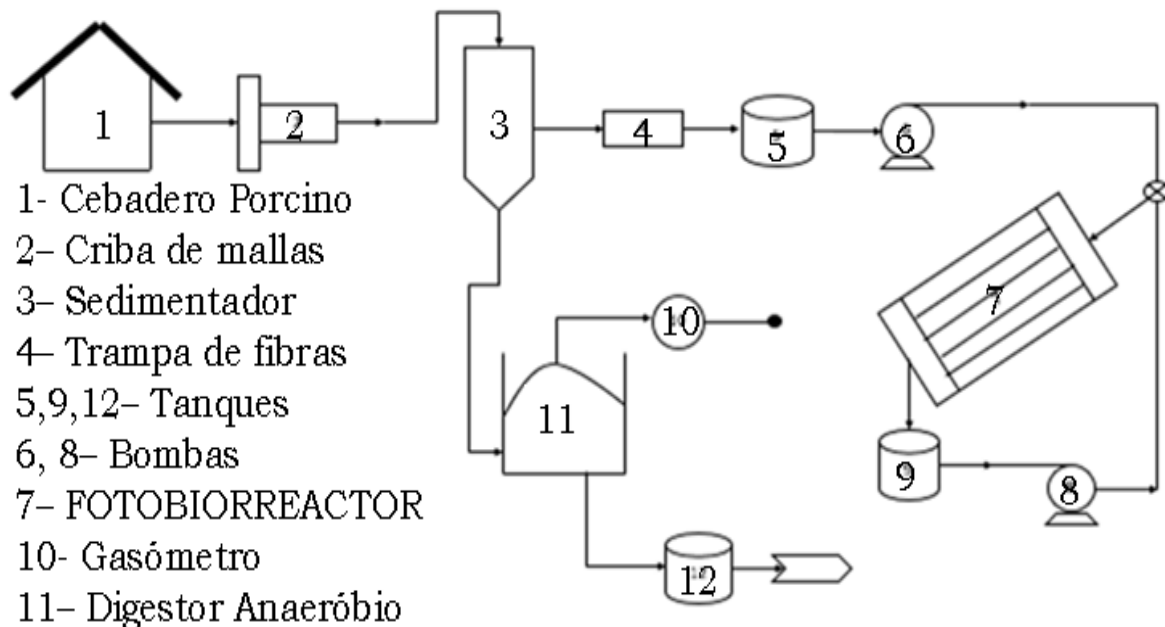 1
2
3
4
5
6
7
8
9
10
11
12
1- Cebadero Porcino
2– Criba de mallas
3– Sedimentador
4– Trampa de fibras
5,9,12– Tanques
6, 8– Bombas
7– FOTOBIORREACTOR
10- Gasómetro
11– Digestor Anaeróbio